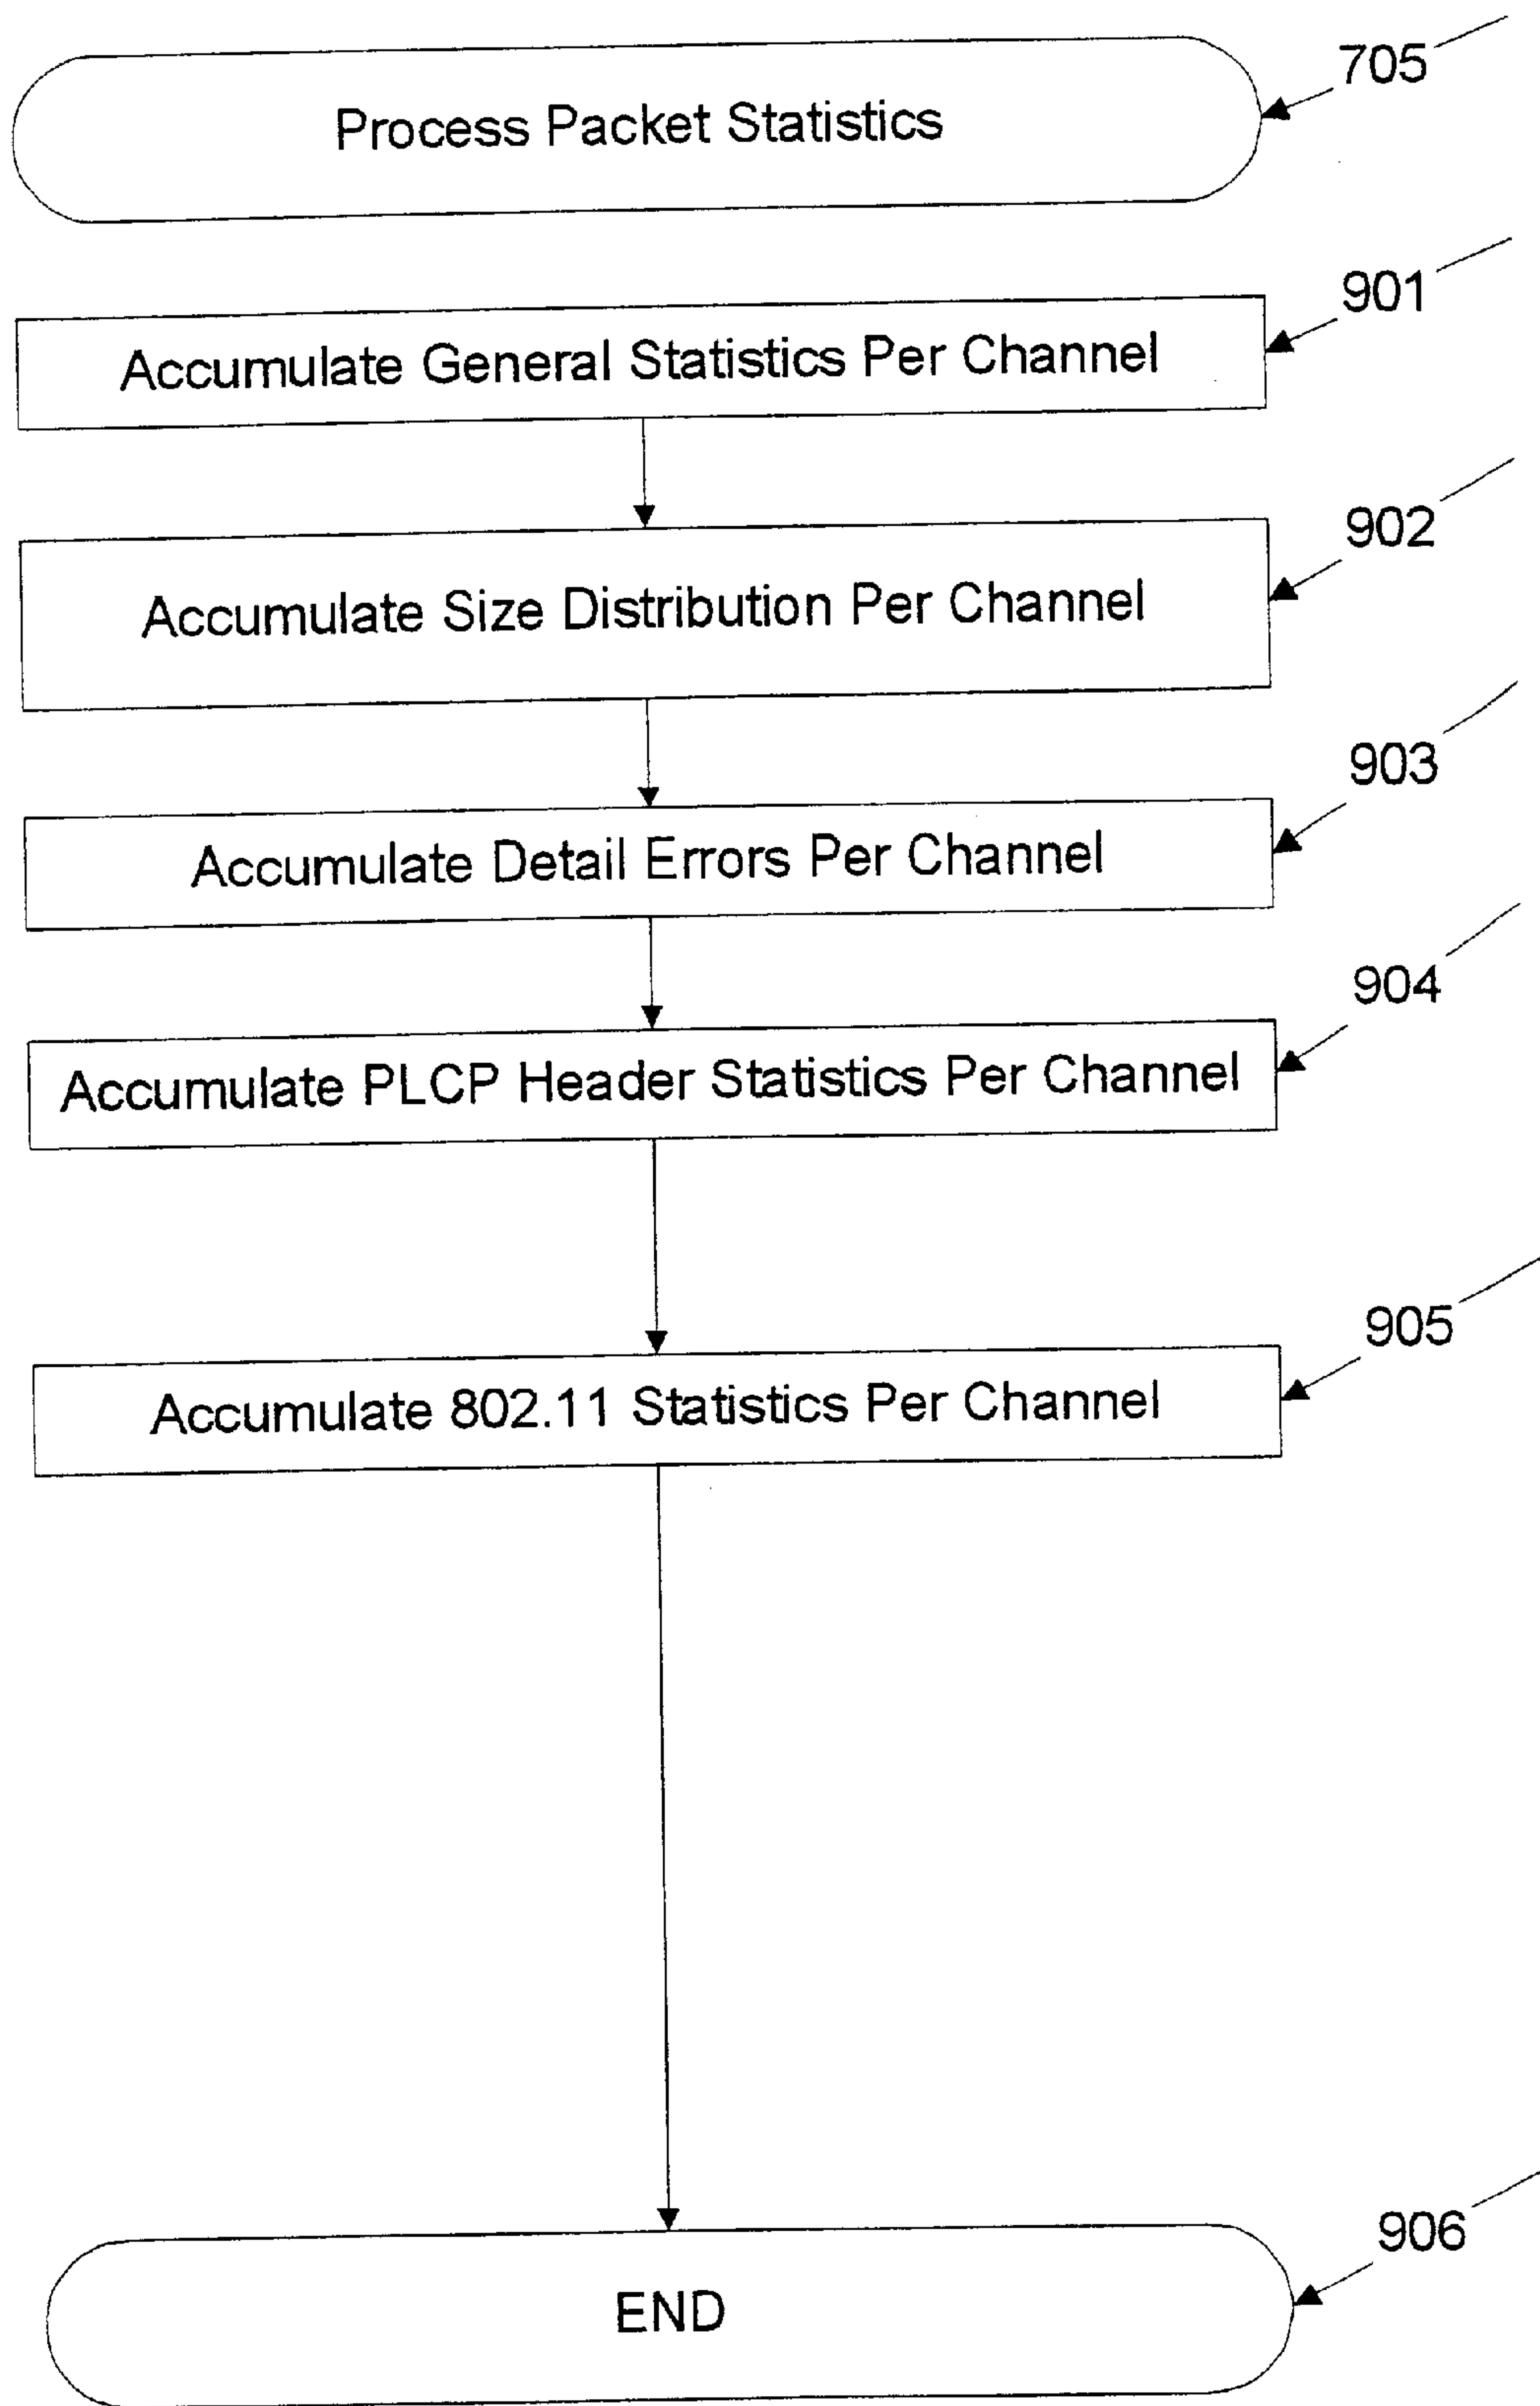 705
Process Packet Statistics
901
Accumulate General Statistics Per Channel
902
Accumulate Size Distribution Per Channel
903
Accumulate Detail Errors Per Channel
904
Accumulate PLCP Header Statistics Per Channel
905
Accumulate 802.11 Statistics Per Channel
906
END